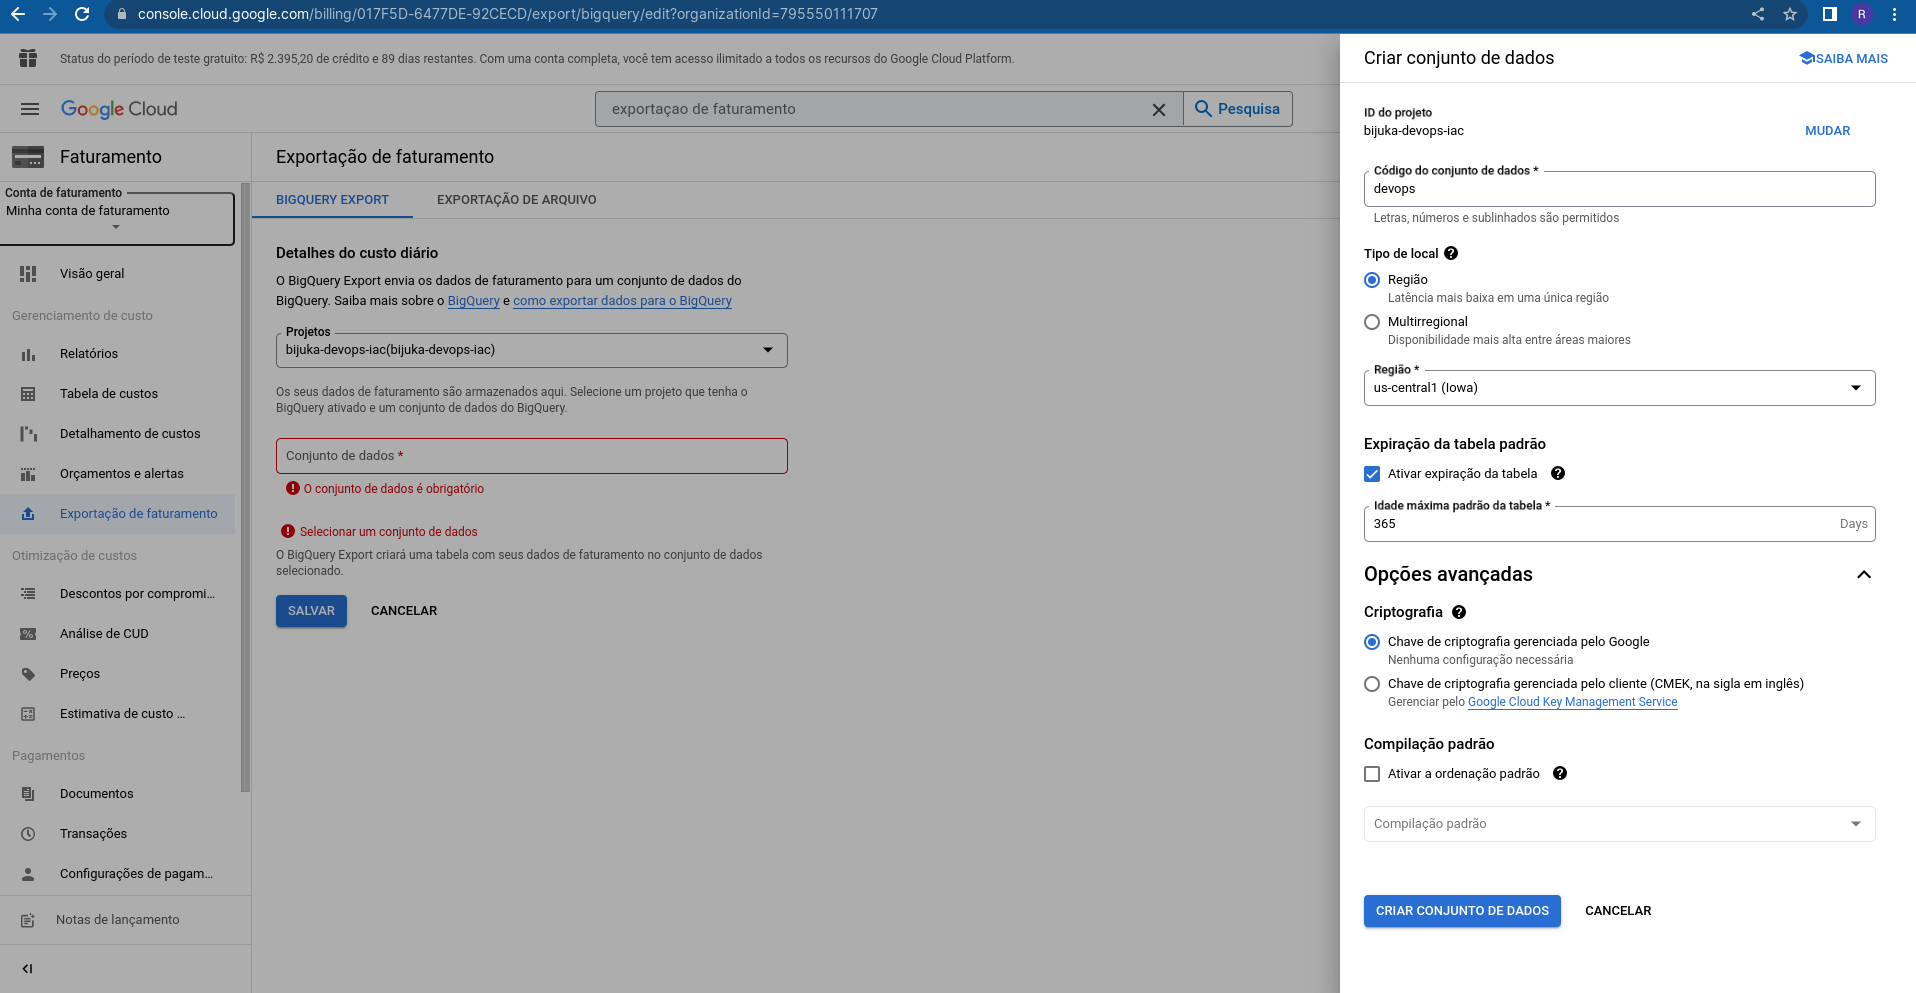 console.cloud.google.com/billing/017F5D-6477DE-92CECD/export/bigquery/edit?organizationId=795550111707
R
Status do período de teste gratuito: R$ 2.395,20 de crédito e 89 dias restantes. Com uma conta completa, você tem acesso ilimitado a todos os recursos do Google Cloud Platform.
Google Cloud
exportaçao de faturamento
Pesquisa
Faturamento
Conta de faturamento
Minha conta de faturamento
Visão geral
Gerenciamento de custo
Relatórios
Tabela de custos
Detalhamento de custos
Orçamentos e alertas
Exportação de faturamento
Otimização de custos
Descontos por compromi...
Análise de CUD
Preços
Estimativa de custo ...
Pagamentos
Documentos
Transações
Configurações de pagam...
Notas de lançamento
Exportação de faturamento
BIGQUERY EXPORT
EXPORTAÇÃO DE ARQUIVO
Detalhes do custo diário
O BigQuery Export envia os dados de faturamento para um conjunto de dados do
BigQuery. Saiba mais sobre o BigQuery e como exportar dados para o BigQuery
Projetos
bijuka-devops-iac(bijuka-devops-iac)
Os seus dados de faturamento são armazenados aqui. Selecione um projeto que tenha o
BigQuery ativado e um conjunto de dados do BigQuery.
Conjunto de dados *
O conjunto de dados é obrigatório
Selecionar um conjunto de dados
O BigQuery Export criará uma tabela com seus dados de faturamento no conjunto de dados
selecionado.
SALVAR
CANCELAR
Criar conjunto de dados
SAIBA MAIS
ID do projeto
bijuka-devops-iac
MUDAR
Código do conjunto de dados *
devops
Letras, números e sublinhados são permitidos
Tipo de local
Região
Latência mais baixa em uma única região
Multirregional
Disponibilidade mais alta entre áreas maiores
Região *
us-central1 (Iowa)
Expiração da tabela padrão
Ativar expiração da tabela
Idade máxima padrão da tabela *
365
Days
Opções avançadas
Criptografia
Chave de criptografia gerenciada pelo Google
Nenhuma configuração necessária
Chave de criptografia gerenciada pelo cliente (CMEK, na sigla em inglês)
Gerenciar pelo Google Cloud Key Management Service
Compilação padrão
Ativar a ordenação padrão
Compilação padrão
CRIAR CONJUNTO DE DADOS
CANCELAR